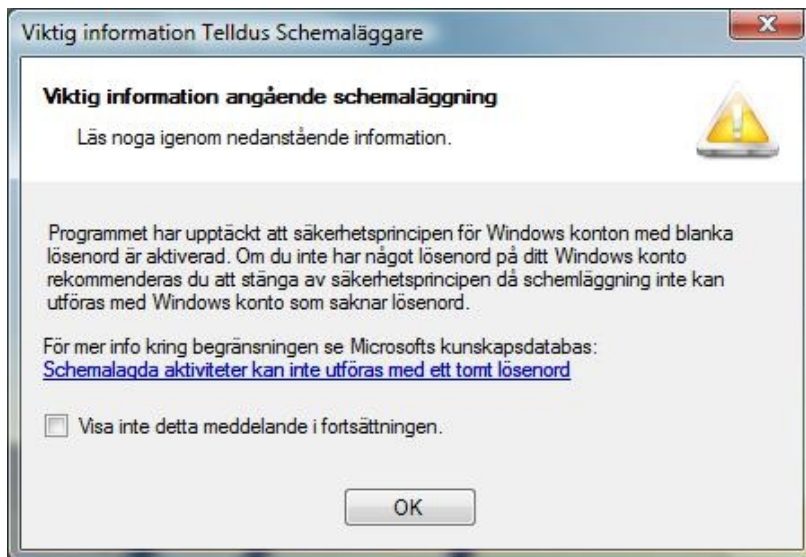 Viktig information Telldus Schemaläggare
Viktig information angående schemaläggning
Läs noga igenom nedanstående information.
Programmet har upptäckt att säkerhetsprincipen för Windows konton med blanka
lösenord är aktiverad. Om du inte har något lösenord på ditt Windows konto
rekommenderas du att stänga av säkerhetsprincipen då schemläggning inte kan
utföras med Windows konto som saknar lösenord.
För mer info kring begränsningen se Microsofts kunskapsdatabas:
Schemalagda aktiviteter kan inte utföras med ett tomt lösenord
Visa inte detta meddelande i fortsättningen.
OK